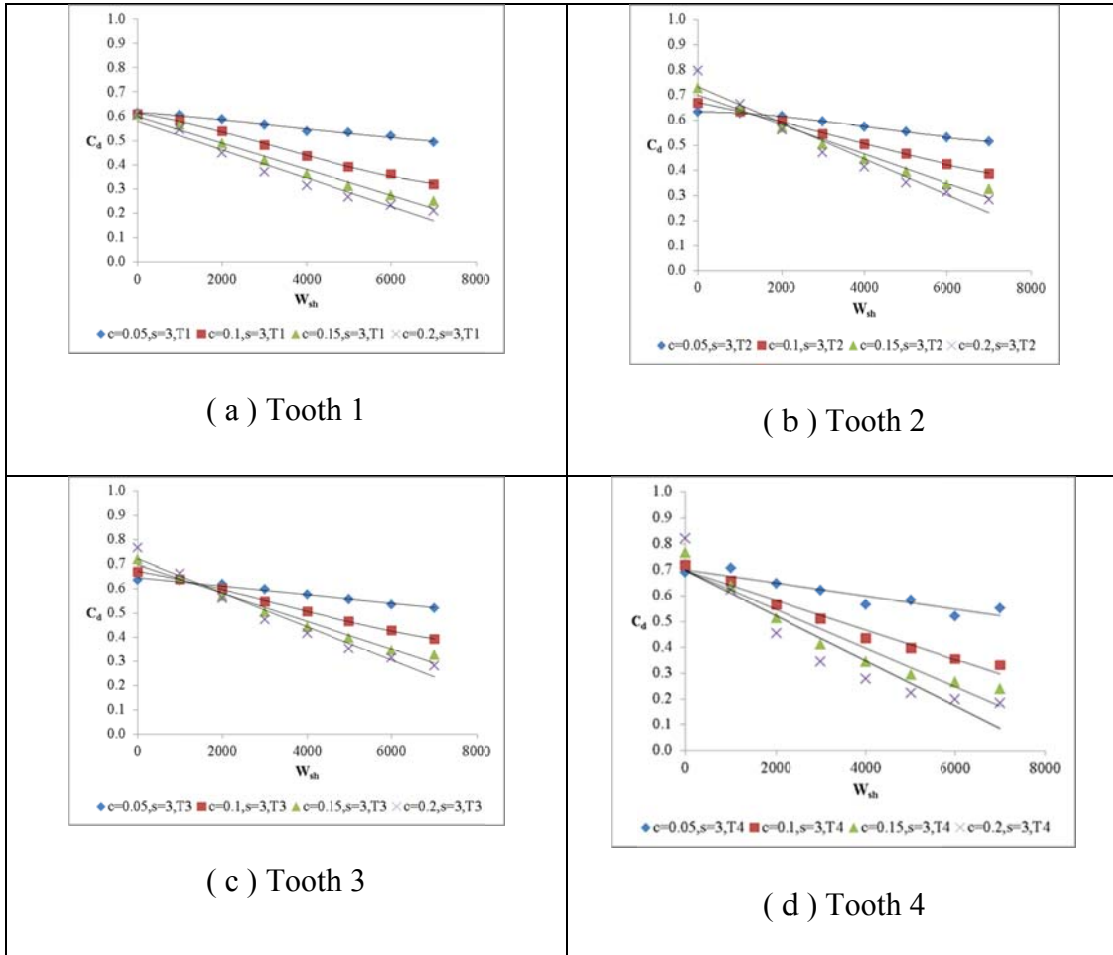 1.0
0.9
0.8
0.7
0.6
C_d 0.5
0.4
0.3
0.2
0.1
0.0
0 2000 4000 6000 8000
W_sh
c=0.05,s=3,T1 c=0.1,s=3,T1 c=0.15,s=3,T1 c=0.2,s=3,T1
( a ) Tooth 1
1.0
0.9
0.8
0.7
0.6
C_d 0.5
0.4
0.3
0.2
0.1
0.0
0 2000 4000 6000 8000
W_sh
c=0.05,s=3,T2 c=0.1,s=3,T2 c=0.15,s=3,T2 c=0.2,s=3,T2
( b ) Tooth 2
1.0
0.9
0.8
0.7
0.6
C_d 0.5
0.4
0.3
0.2
0.1
0.0
0 2000 4000 6000 8000
W_sh
c=0.05,s=3,T3 c=0.1,s=3,T3 c=0.15,s=3,T3 c=0.2,s=3,T3
( c ) Tooth 3
1.0
0.9
0.8
0.7
0.6
C_d 0.5
0.4
0.3
0.2
0.1
0.0
0 2000 4000 6000 8000
W_sh
c=0.05,s=3,T4 c=0.1,s=3,T4 c=0.15,s=3,T4 c=0.2,s=3,T4
( d ) Tooth 4